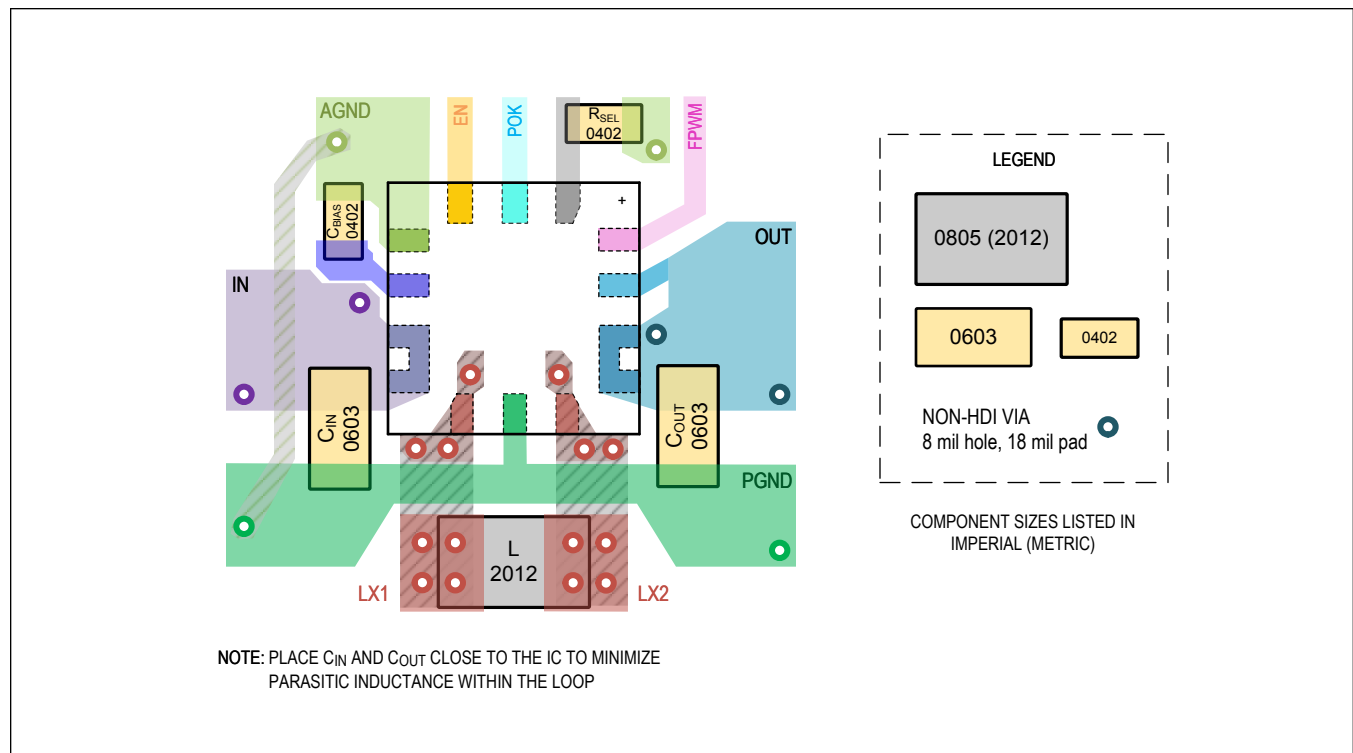 AGND
EN
POK
RSEL
0402
FPWM
CBIAS
0402
IN
OUT
+
CIN
0603
COUT
0603
PGND
L
2012
LX1
LX2
NOTE: PLACE CIN AND COUT CLOSE TO THE IC TO MINIMIZE
PARASITIC INDUCTANCE WITHIN THE LOOP
LEGEND
0805 (2012)
0603
0402
NON-HDI VIA
8 mil hole, 18 mil pad
COMPONENT SIZES LISTED IN
IMPERIAL (METRIC)